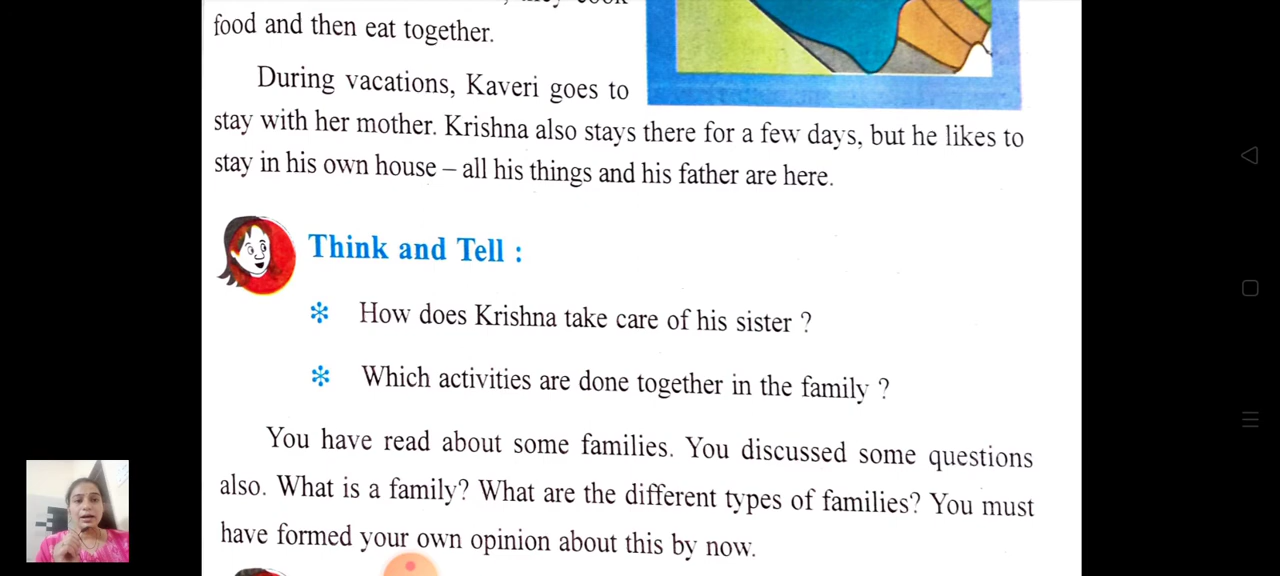 food and then eat together.
During vacations, Kaveri goes to
stay with her mother. Krishna also stays there for a few days, but he likes to
stay in his own house – all his things and his father are here.
Think and Tell :
* How does Krishna take care of his sister ?
* Which activities are done together in the family ?
You have read about some families. You discussed some questions
also. What is a family? What are the different types of families? You must
have formed your own opinion about this by now.